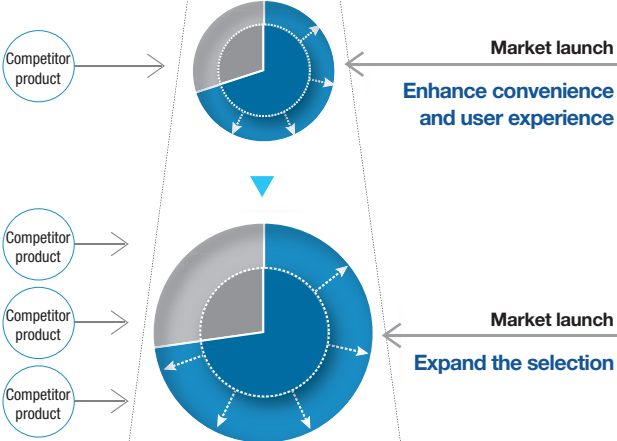 Competitor
product
Market launch
Enhance convenience
and user experience
Competitor
product
Competitor
product
Market launch
Expand the selection
Competitor
product